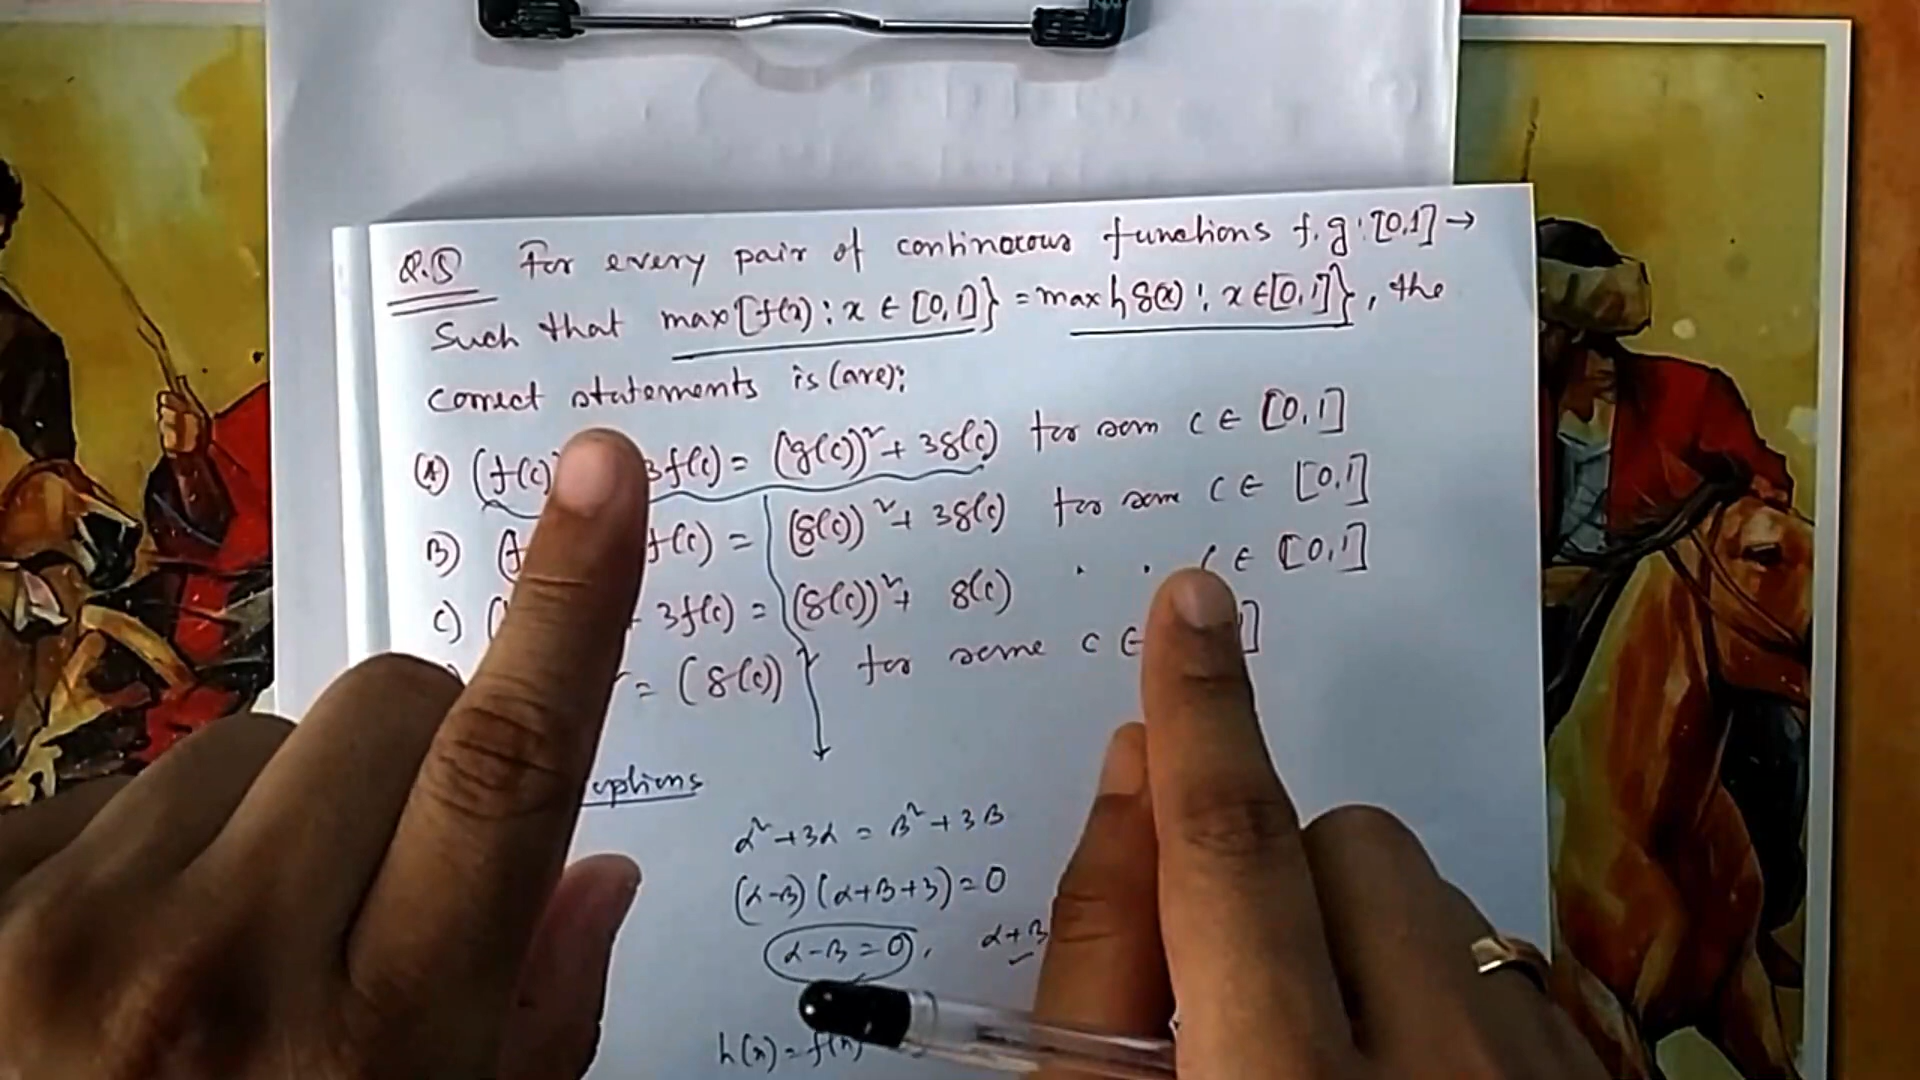 Q.5 For every pair of continuous functions f, g: [0,1] →
Such that max [f(x) : x ∈ [0,1]} = max { g(x) : x ∈ [0,1]}, the
correct statements is (are):
(A) (f(c) 3f(c) = (g(c))² + 3g(c) for som c ∈ [0,1]
B) (f f(c) = (g(c))² + 3g(c) for some c ∈ [0,1]
C) ( + 3f(c) = (g(c))² + g(c) . . c ∈ [0,1]
= (g(c))² for some c ∈ ]
options
α² + 3α = β² + 3β
(α-β) (α+β+3) = 0
α-β = 0, α+β
h(x) = f(x)